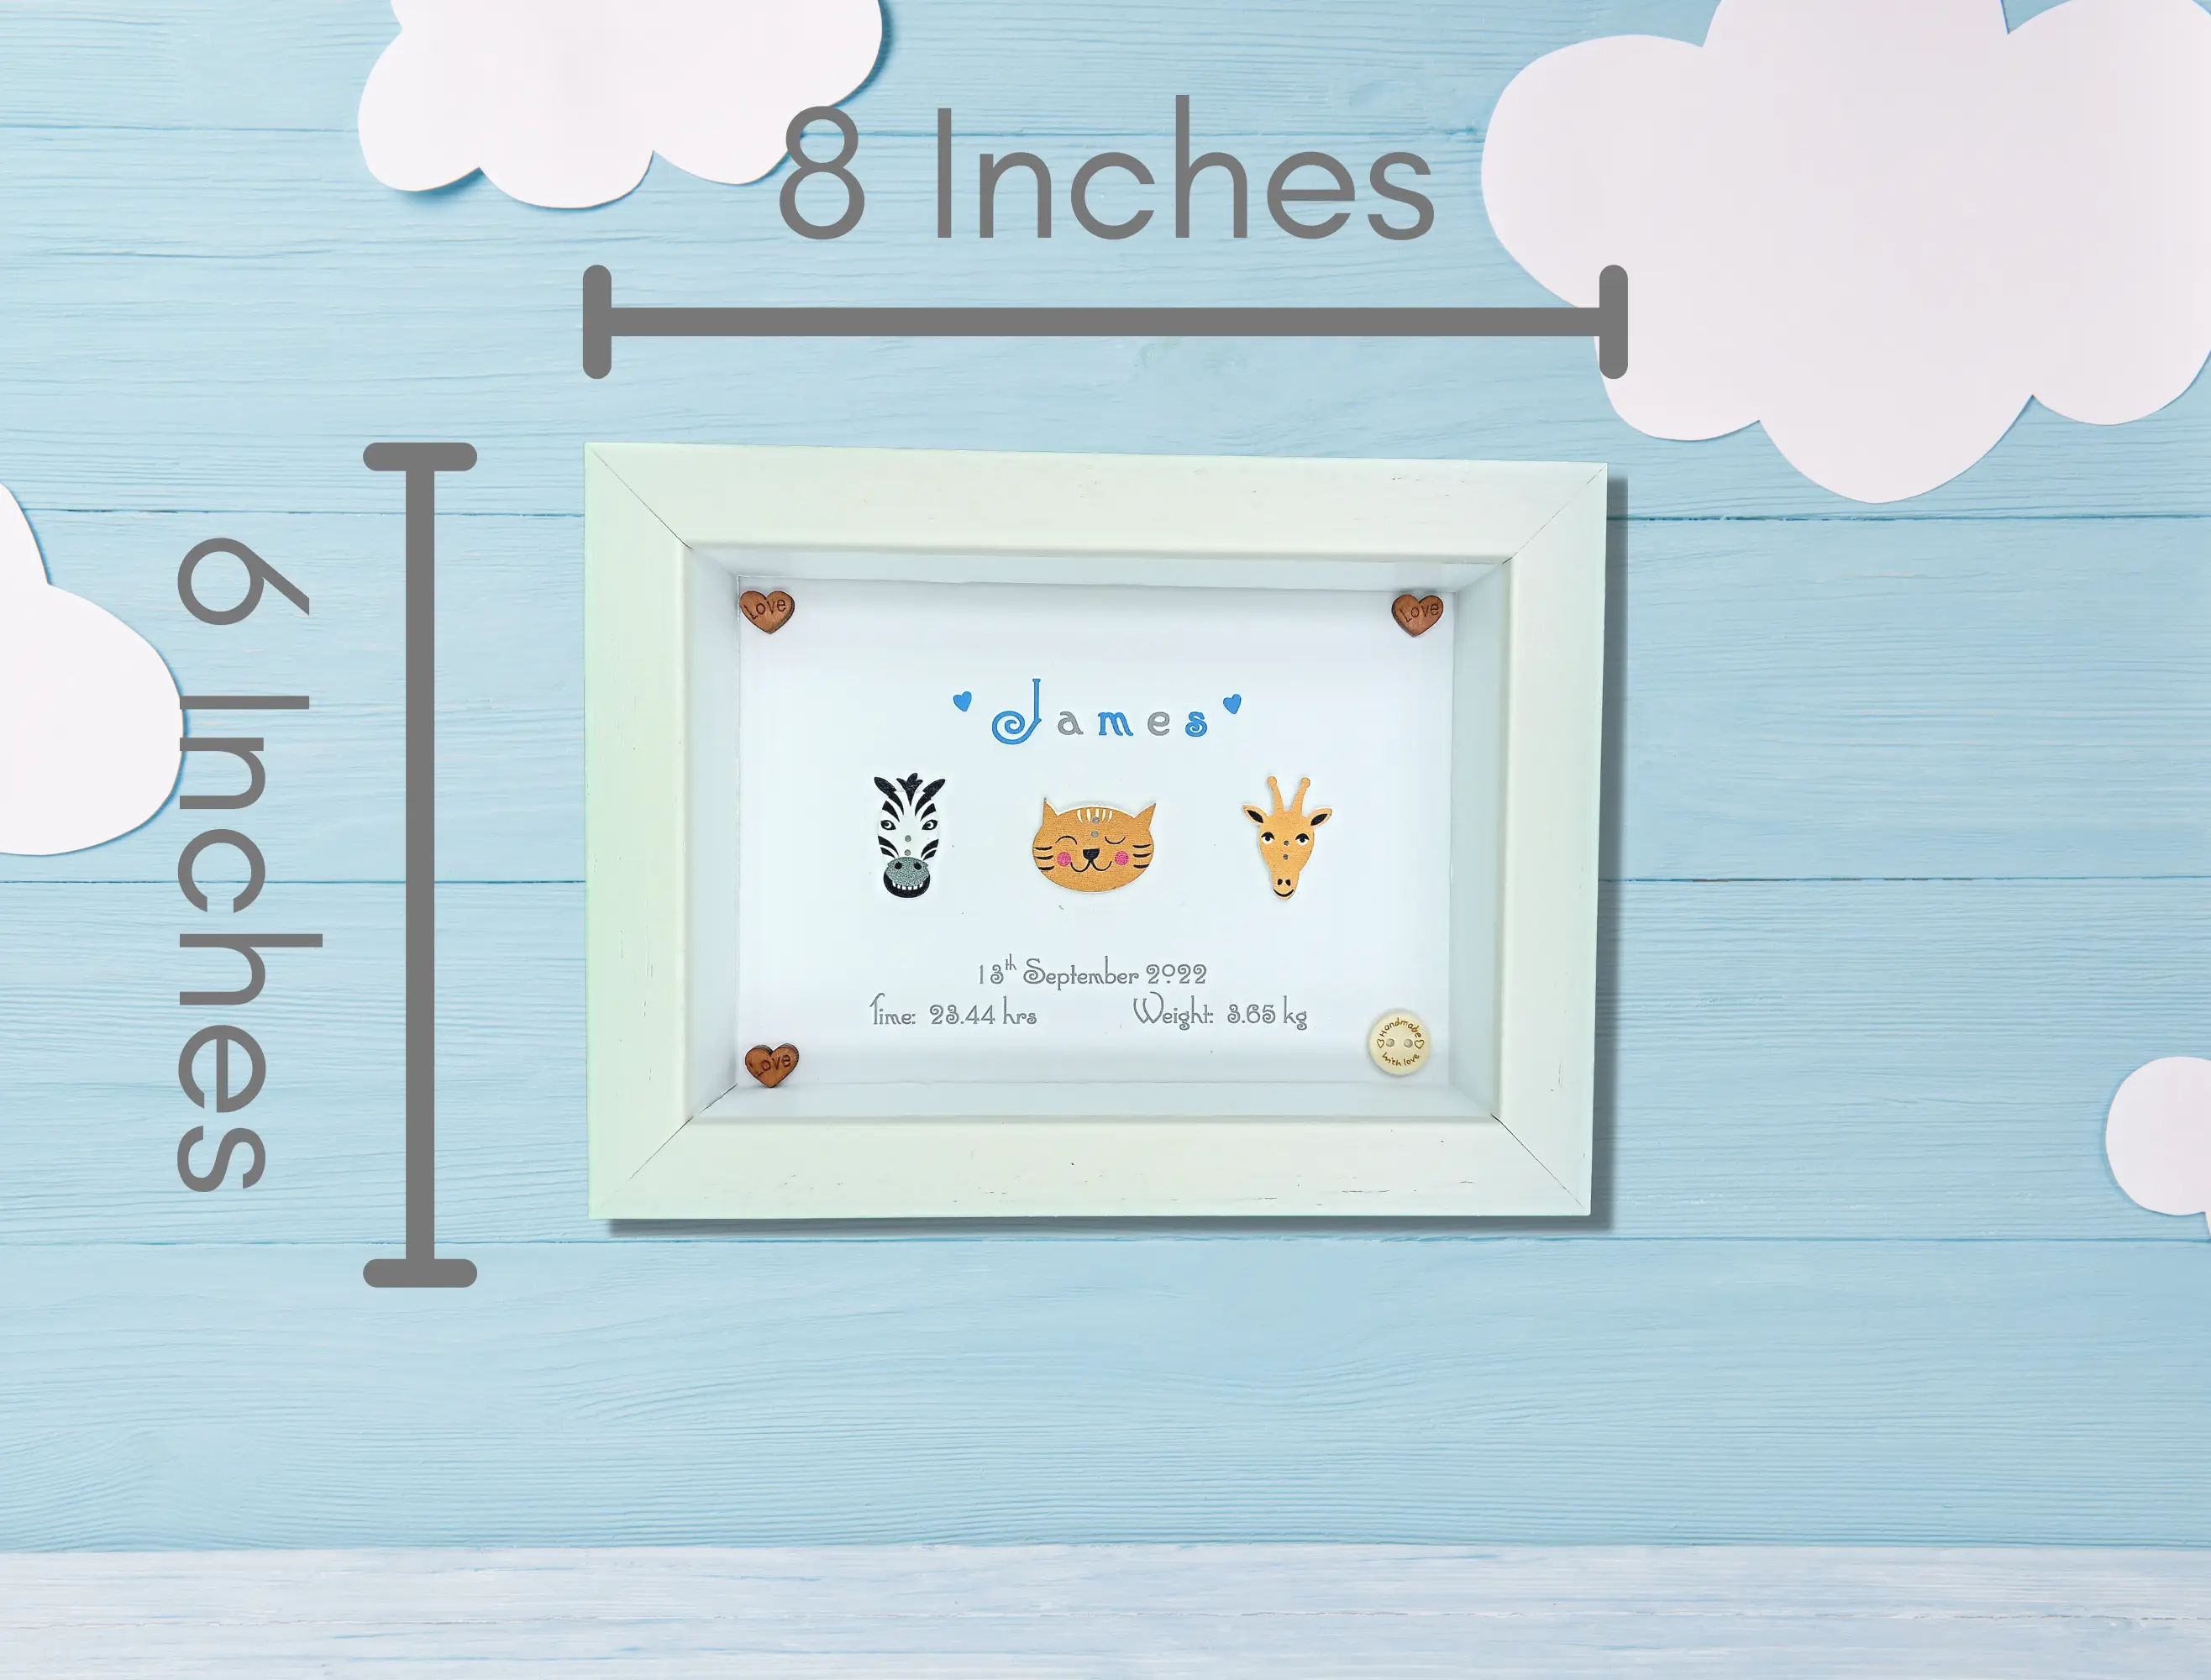 8 Inches
6 Inches
Love
Love
James
13th September 2022
Time: 23.44 hrs Weight: 3.65 kg
Love
Handmade
with love